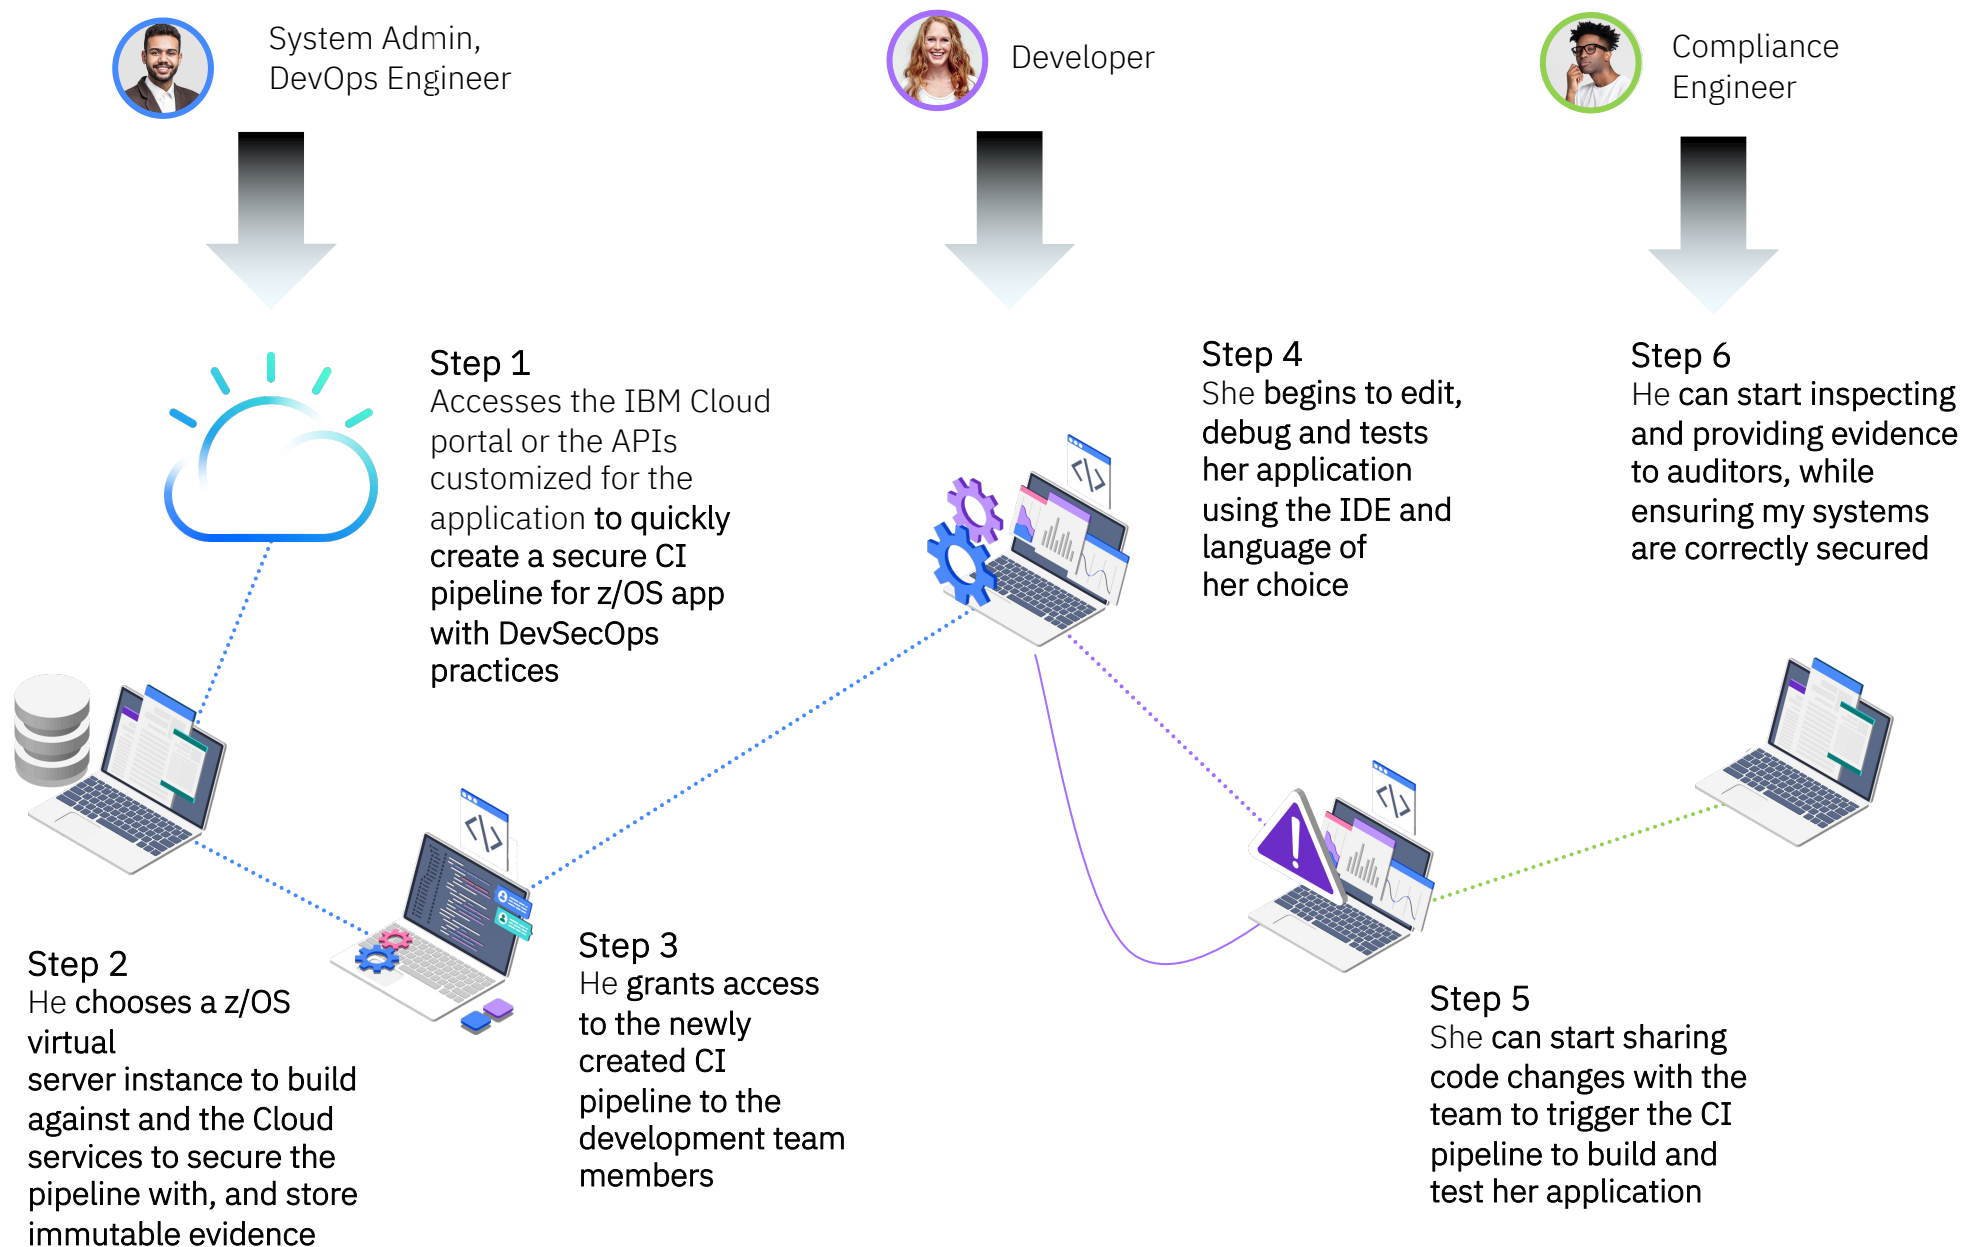 System Admin,
DevOps Engineer
Developer
Compliance
Engineer
Step 1
Accesses the IBM Cloud
portal or the APIs
customized for the
application to quickly
create a secure CI
pipeline for z/OS app
with DevSecOps
practices
Step 2
He chooses a z/OS
virtual
server instance to build
against and the Cloud
services to secure the
pipeline with, and store
immutable evidence
Step 3
He grants access
to the newly
created CI
pipeline to the
development team
members
Step 4
She begins to edit,
debug and tests
her application
using the IDE and
language of
her choice
Step 5
She can start sharing
code changes with the
team to trigger the CI
pipeline to build and
test her application
Step 6
He can start inspecting
and providing evidence
to auditors, while
ensuring my systems
are correctly secured